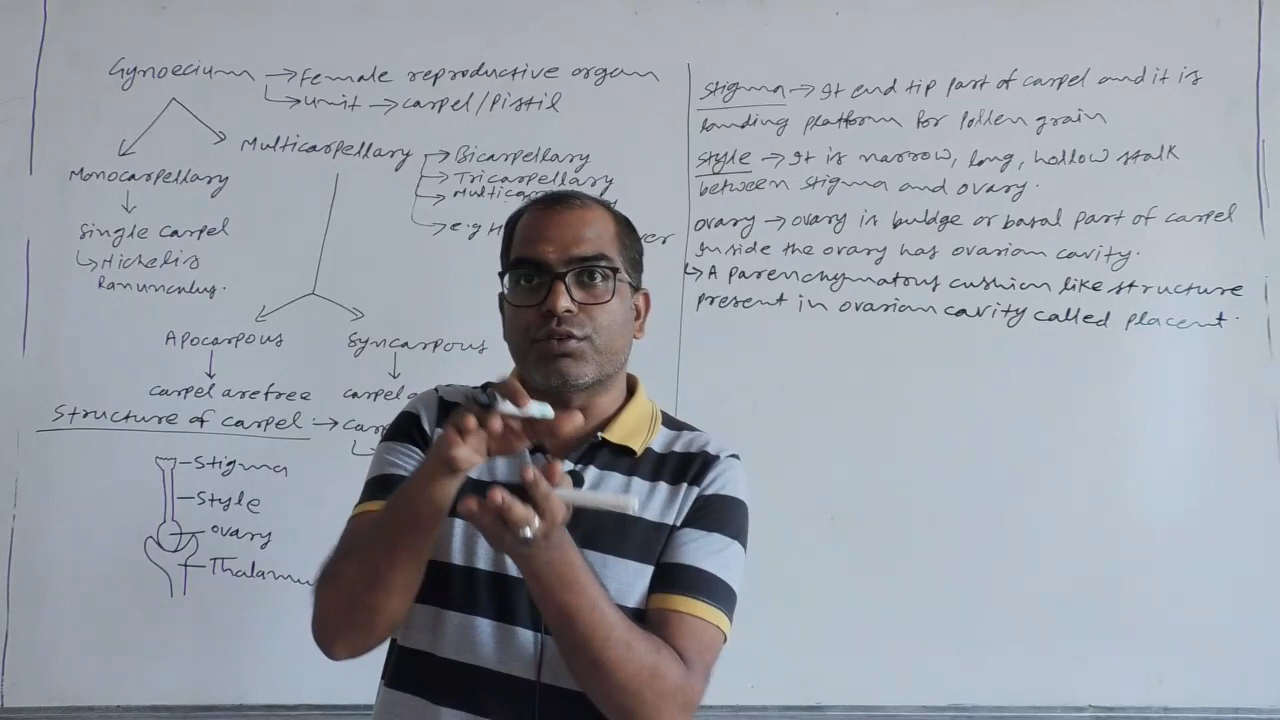 Gynoecium → Female reproductive organ
↳ unit → carpel/Pistil
Multicarpellary
→ Bicarpellary
→ Tricarpellary
→
→ e.g
Monocarpellary
Single carpel
↳ Michelis
Ranunculus.
Apocarpous
Syncarpous
carpel are free
carpel
Structure of carpel →
Stigma
Style
ovary
Stigma → It end tip part of carpel and it is
landing platform for Pollen grain
Style → It is narrow, long, hollow stalk
between stigma and ovary.
ovary → ovary is buldge or basal part of carpel
inside the ovary has ovarian cavity.
↳ A parenchymatous cushion like structure
present in ovarian cavity called placent.